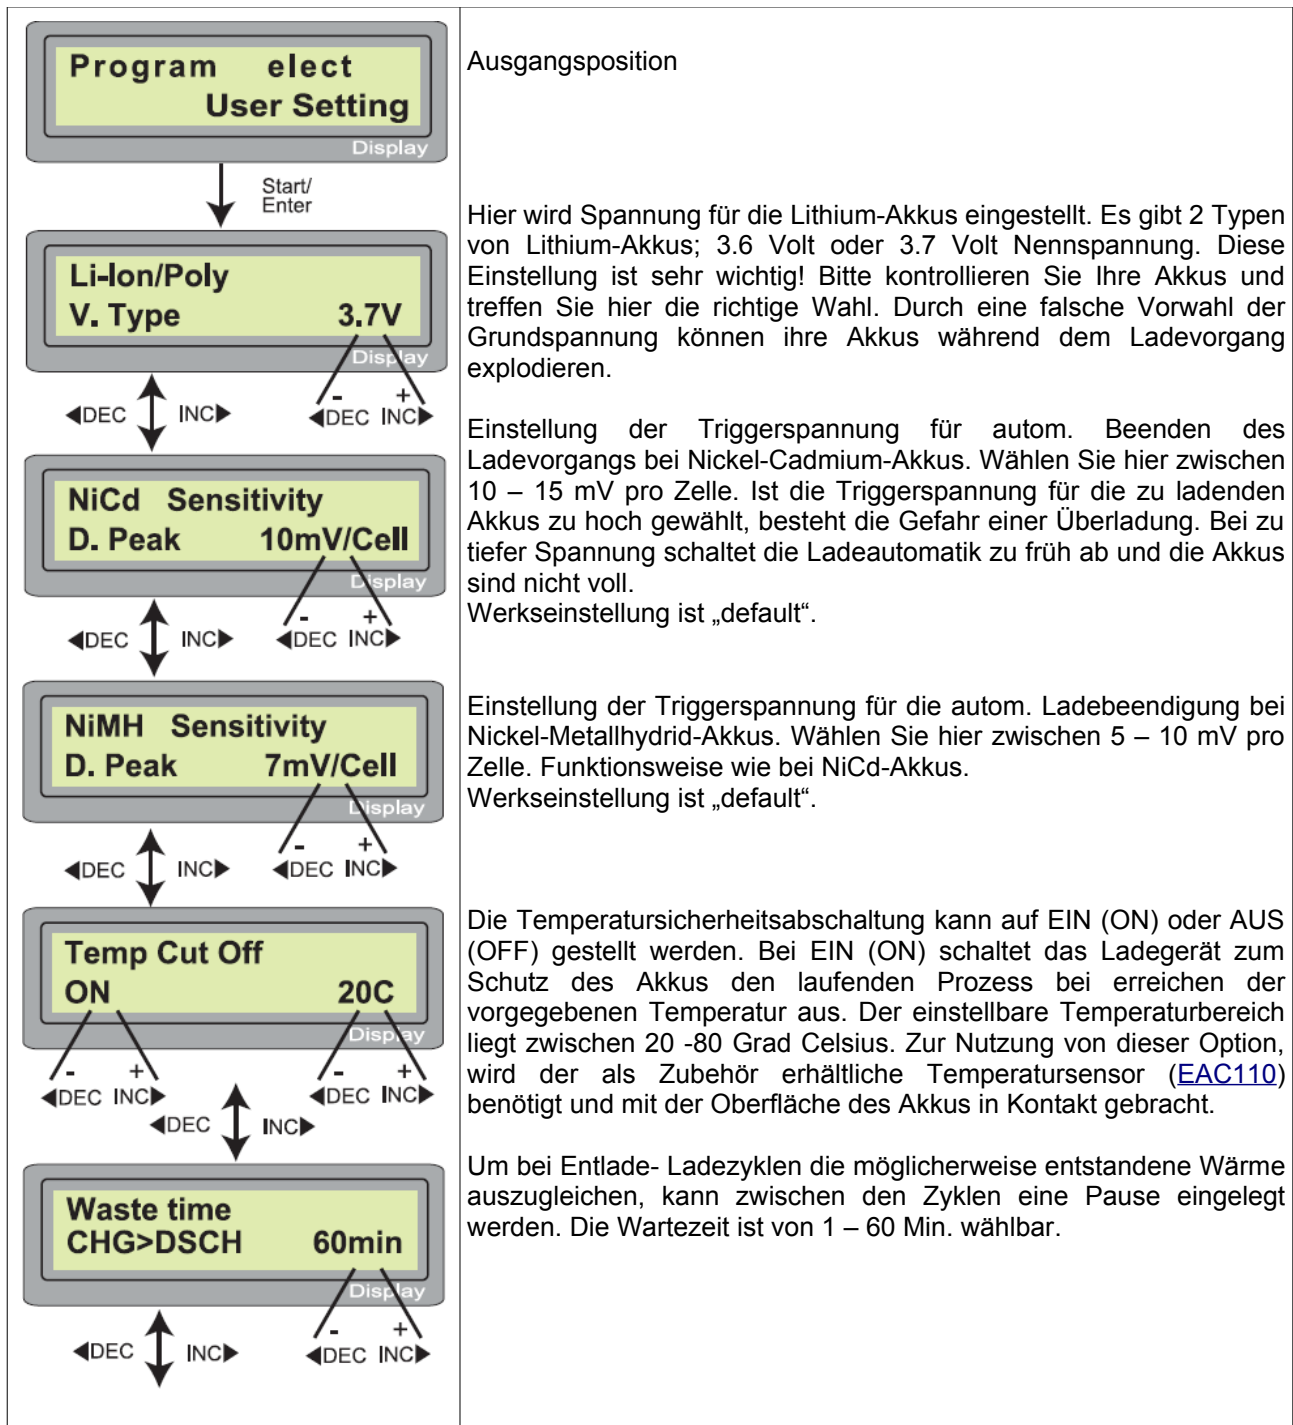 Program elect
User Setting
Display
Ausgangsposition
Start/
Enter
Li-Ion/Poly
V. Type 3.7V
Display
- +
◀DEC INC▶ ◀DEC INC▶
Hier wird Spannung für die Lithium-Akkus eingestellt. Es gibt 2 Typen
von Lithium-Akkus; 3.6 Volt oder 3.7 Volt Nennspannung. Diese
Einstellung ist sehr wichtig! Bitte kontrollieren Sie Ihre Akkus und
treffen Sie hier die richtige Wahl. Durch eine falsche Vorwahl der
Grundspannung können ihre Akkus während dem Ladevorgang
explodieren.
NiCd Sensitivity
D. Peak 10mV/Cell
Display
- +
◀DEC INC▶ ◀DEC INC▶
Einstellung der Triggerspannung für autom. Beenden des
Ladevorgangs bei Nickel-Cadmium-Akkus. Wählen Sie hier zwischen
10 – 15 mV pro Zelle. Ist die Triggerspannung für die zu ladenden
Akkus zu hoch gewählt, besteht die Gefahr einer Überladung. Bei zu
tiefer Spannung schaltet die Ladeautomatik zu früh ab und die Akkus
sind nicht voll.
Werkseinstellung ist „default“.
NiMH Sensitivity
D. Peak 7mV/Cell
Display
- +
◀DEC INC▶ ◀DEC INC▶
Einstellung der Triggerspannung für die autom. Ladebeendigung bei
Nickel-Metallhydrid-Akkus. Wählen Sie hier zwischen 5 – 10 mV pro
Zelle. Funktionsweise wie bei NiCd-Akkus.
Werkseinstellung ist „default“.
Temp Cut Off
ON 20C
Display
- + - +
◀DEC INC▶ ◀DEC INC▶
◀DEC INC▶
Die Temperatursicherheitsabschaltung kann auf EIN (ON) oder AUS
(OFF) gestellt werden. Bei EIN (ON) schaltet das Ladegerät zum
Schutz des Akkus den laufenden Prozess bei erreichen der
vorgegebenen Temperatur aus. Der einstellbare Temperaturbereich
liegt zwischen 20 -80 Grad Celsius. Zur Nutzung von dieser Option,
wird der als Zubehör erhältliche Temperatursensor (EAC110)
benötigt und mit der Oberfläche des Akkus in Kontakt gebracht.
Waste time
CHG>DSCH 60min
Display
- +
◀DEC INC▶ ◀DEC INC▶
Um bei Entlade- Ladezyklen die möglicherweise entstandene Wärme
auszugleichen, kann zwischen den Zyklen eine Pause eingelegt
werden. Die Wartezeit ist von 1 – 60 Min. wählbar.